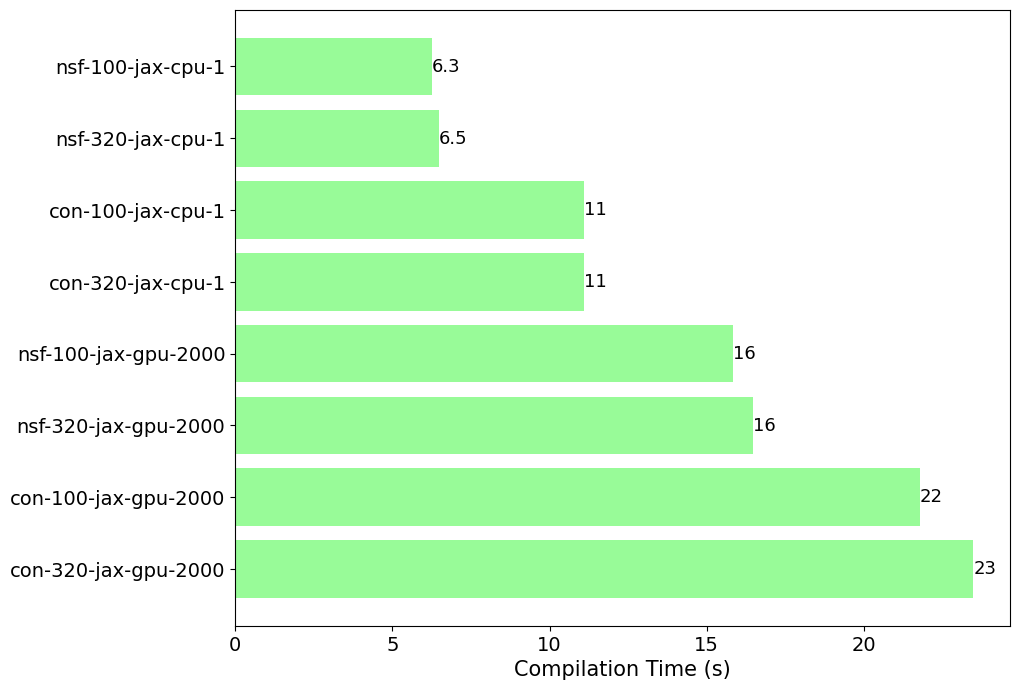 nsf-100-jax-cpu-1 6.3
nsf-320-jax-cpu-1 6.5
con-100-jax-cpu-1 11
con-320-jax-cpu-1 11
nsf-100-jax-gpu-2000 16
nsf-320-jax-gpu-2000 16
con-100-jax-gpu-2000 22
con-320-jax-gpu-2000 23
0 5 10 15 20
Compilation Time (s)